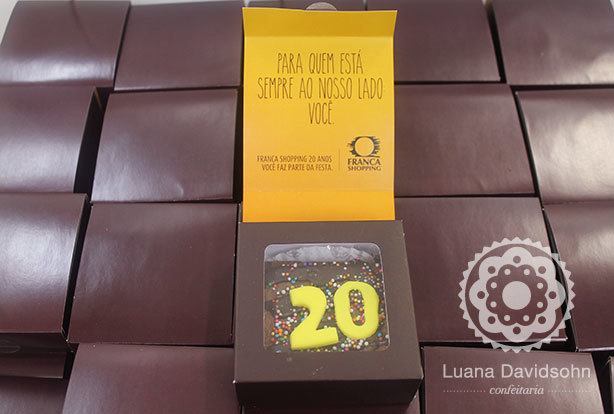 PARA QUEM ESTÁ
SEMPRE AO NOSSO LADO
VOCÊ.
FRANCA SHOPPING 20 ANOS
VOCÊ FAZ PARTE DA FESTA.
FRANCA
SHOPPING
20
Luana Davidsohn
confeitaria